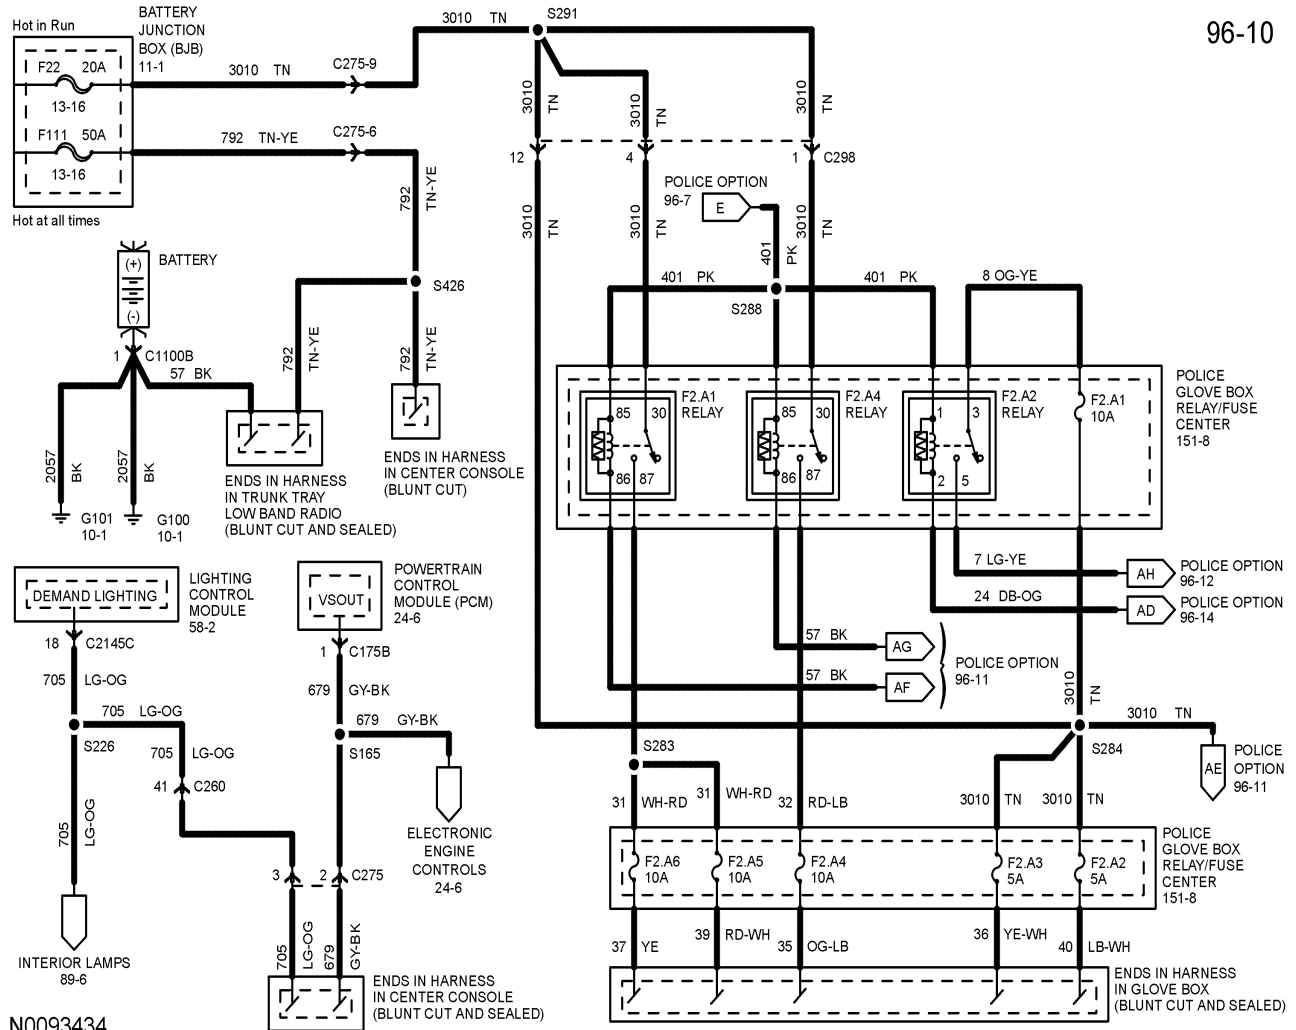 96-10
Hot in Run
BATTERY
JUNCTION
BOX (BJB)
11-1
F22 20A
13-16
F111 50A
13-16
Hot at all times
3010 TN
C275-9
792 TN-YE
C275-6
3010 TN
S291
3010 TN
3010 TN
3010 TN
12
4
1
C298
3010 TN
3010 TN
3010 TN
792 TN-YE
POLICE OPTION
96-7
E
401 PK
401 PK
401 PK
S288
8 OG-YE
BATTERY
(+)
(-)
S426
792 TN-YE
792 TN-YE
1
C1100B
57 BK
2057 BK
2057 BK
G101
10-1
G100
10-1
ENDS IN HARNESS
IN TRUNK TRAY
LOW BAND RADIO
(BLUNT CUT AND SEALED)
ENDS IN HARNESS
IN CENTER CONSOLE
(BLUNT CUT)
F2.A1
RELAY
85
30
86
87
F2.A4
RELAY
85
30
86
87
F2.A2
RELAY
1
3
2
5
F2.A1
10A
POLICE
GLOVE BOX
RELAY/FUSE
CENTER
151-8
7 LG-YE
AH
POLICE OPTION
96-12
24 DB-OG
AD
POLICE OPTION
96-14
57 BK
AG
57 BK
AF
POLICE OPTION
96-11
DEMAND LIGHTING
LIGHTING
CONTROL
MODULE
58-2
18
C2145C
705 LG-OG
705 LG-OG
S226
705 LG-OG
41
C260
705 LG-OG
INTERIOR LAMPS
89-6
VSOUT
POWERTRAIN
CONTROL
MODULE (PCM)
24-6
1
C175B
679 GY-BK
679 GY-BK
S165
ELECTRONIC
ENGINE
CONTROLS
24-6
3
2
C275
705 LG-OG
679 GY-BK
ENDS IN HARNESS
IN CENTER CONSOLE
(BLUNT CUT AND SEALED)
3010 TN
3010 TN
S284
AE
POLICE
OPTION
96-11
S283
31 WH-RD
31 WH-RD
32 RD-LB
3010 TN
3010 TN
F2.A6
10A
F2.A5
10A
F2.A4
10A
F2.A3
5A
F2.A2
5A
POLICE
GLOVE BOX
RELAY/FUSE
CENTER
151-8
37 YE
39 RD-WH
35 OG-LB
36 YE-WH
40 LB-WH
ENDS IN HARNESS
IN GLOVE BOX
(BLUNT CUT AND SEALED)
N0093434